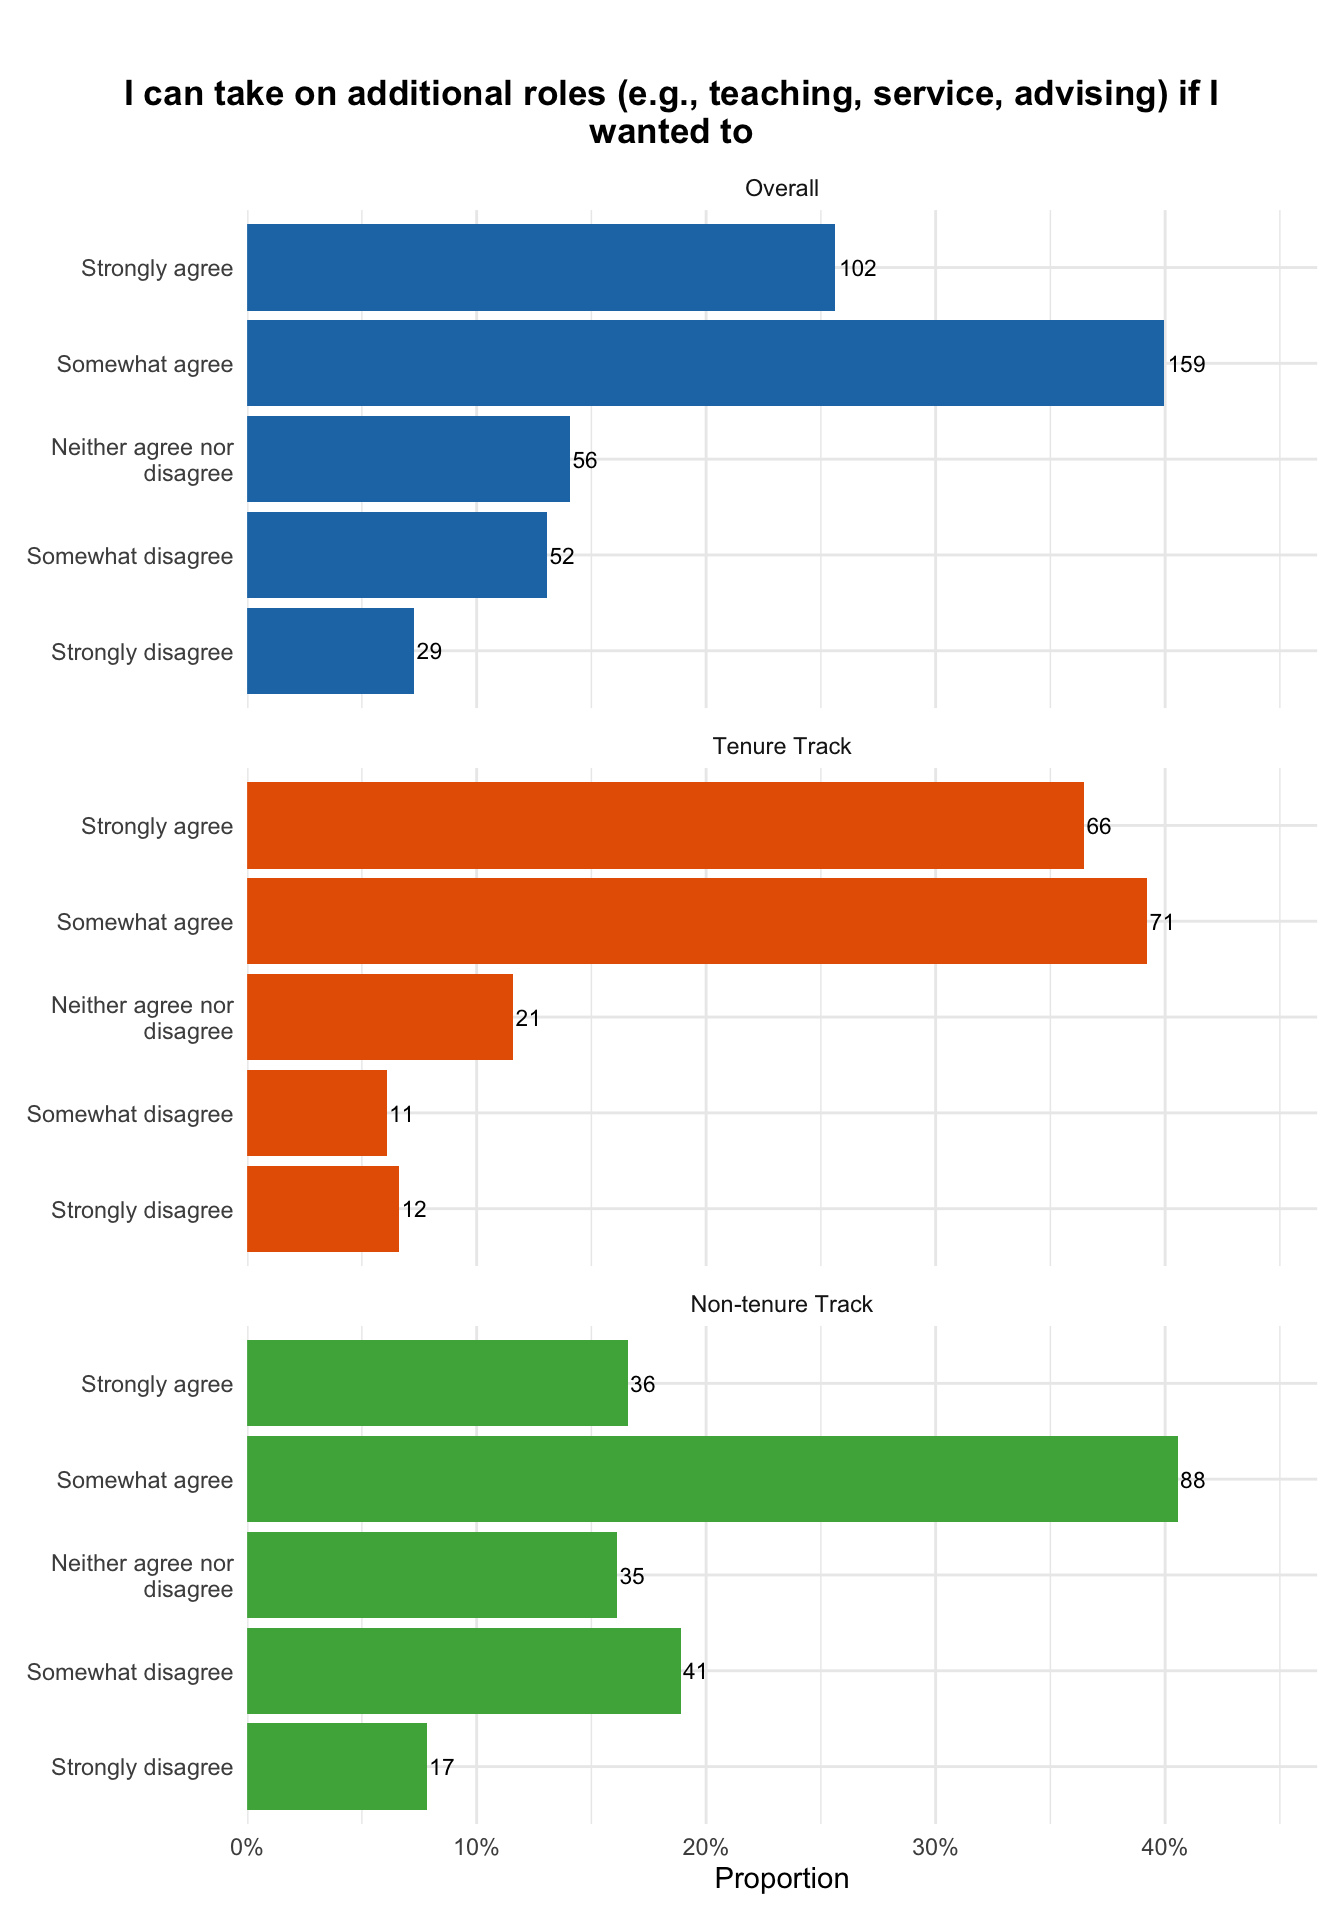 I can take on additional roles (e.g., teaching, service, advising) if I
wanted to
Overall
Strongly agree
102
Somewhat agree
159
Neither agree nor
disagree
56
Somewhat disagree
52
Strongly disagree
29
Tenure Track
Strongly agree
66
Somewhat agree
71
Neither agree nor
disagree
21
Somewhat disagree
11
Strongly disagree
12
Non-tenure Track
Strongly agree
36
Somewhat agree
88
Neither agree nor
disagree
35
Somewhat disagree
41
Strongly disagree
17
0% 10% 20% 30% 40%
Proportion